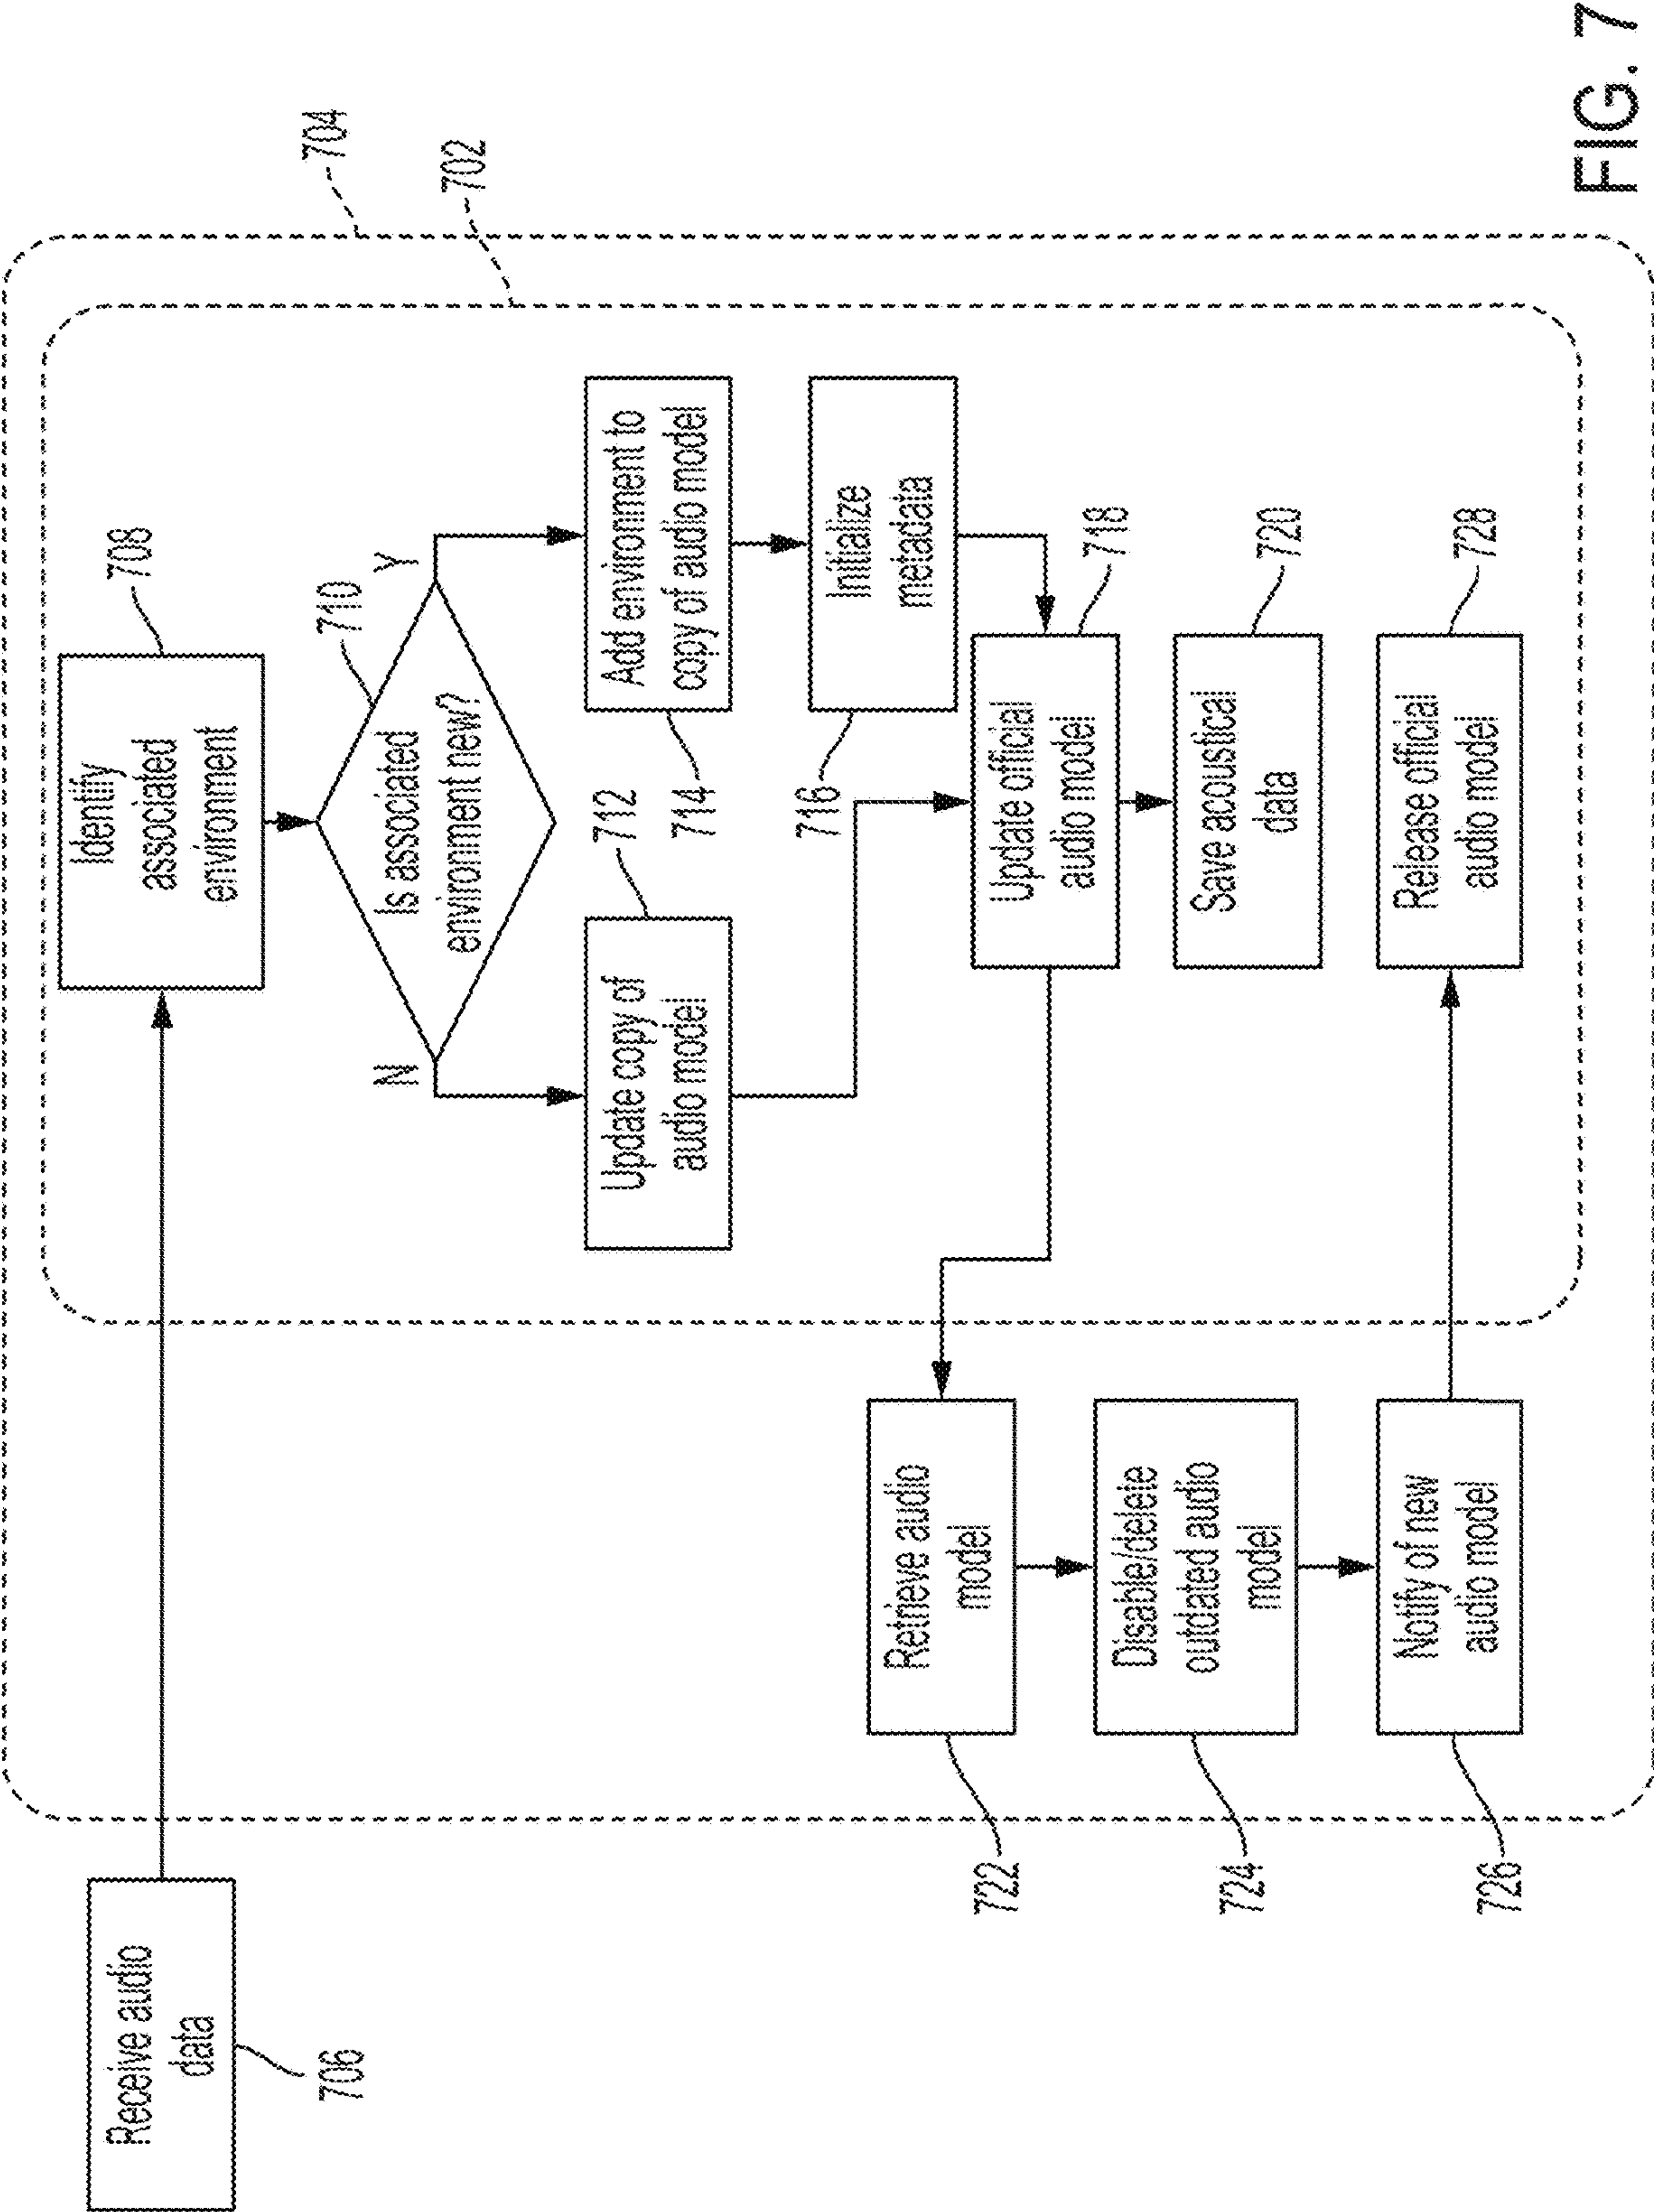 704
702
Receive audio
data
706
Identify
associated
environment
708
710
Is associated
environment new?
N
Y
Update copy of
audio model
712
Add environment to
copy of audio model
714
Initialize
metadata
716
Update official
audio model
718
Save acoustical
data
720
Retrieve audio
model
722
Disable/delete
outdated audio
model
724
Notify of new
audio model
726
Release official
audio model
728
FIG. 7